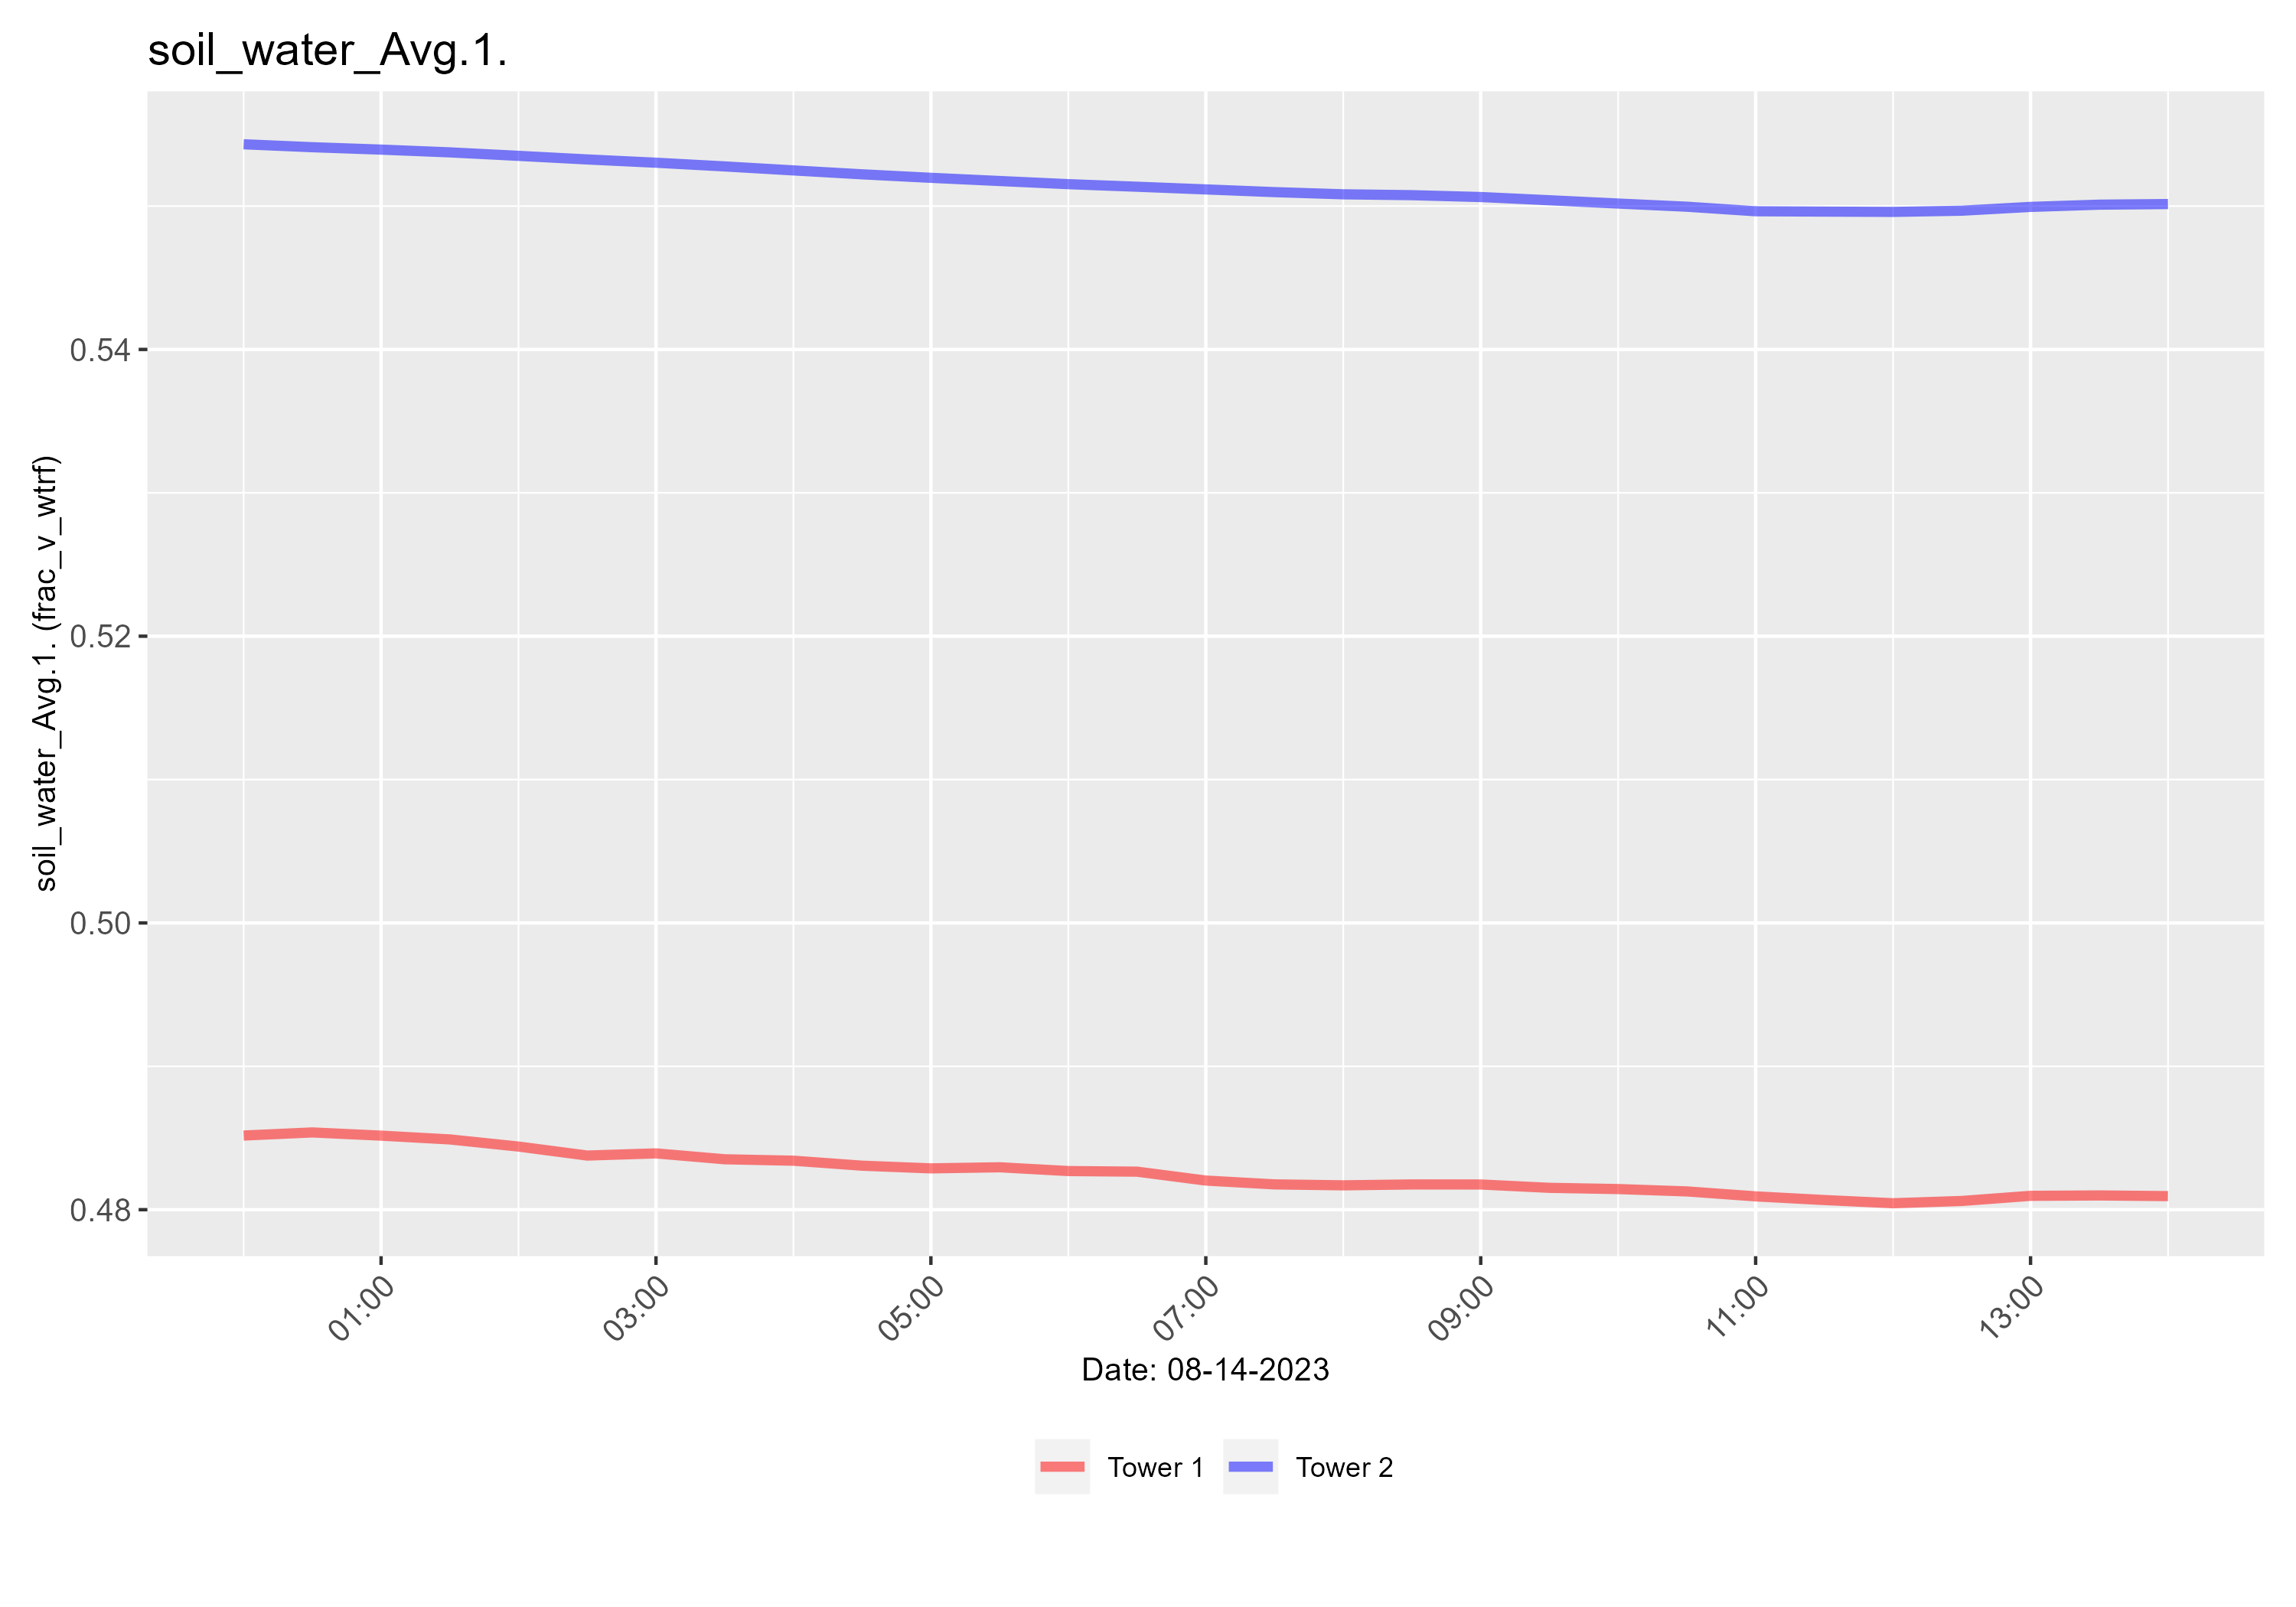 soil_water_Avg.1.
soil_water_Avg.1. (frac_v_wtrf)
0.54
0.52
0.50
0.48
01:00
03:00
05:00
07:00
09:00
11:00
13:00
Date: 08-14-2023
Tower 1
Tower 2